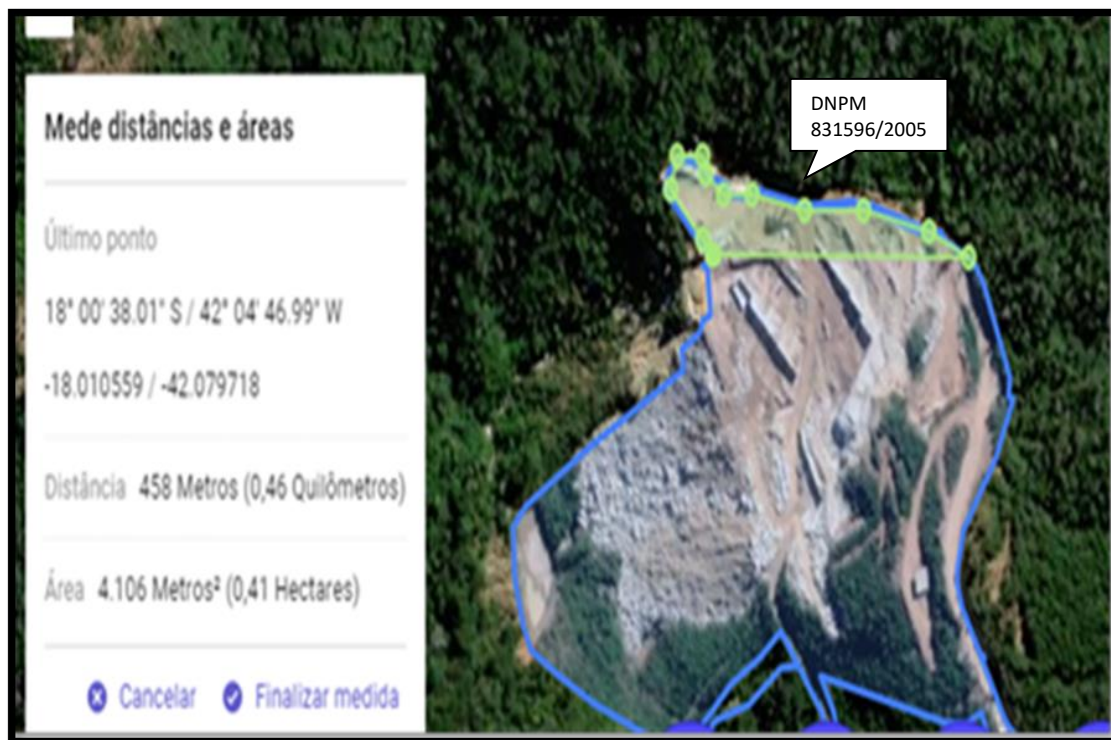 Mede distâncias e áreas
Último ponto
18° 00' 38.01" S / 42° 04' 46.99" W
-18.010559 / -42.079718
Distância 458 Metros (0,46 Quilômetros)
Área 4.106 Metros² (0,41 Hectares)
Cancelar Finalizar medida
DNPM
831596/2005